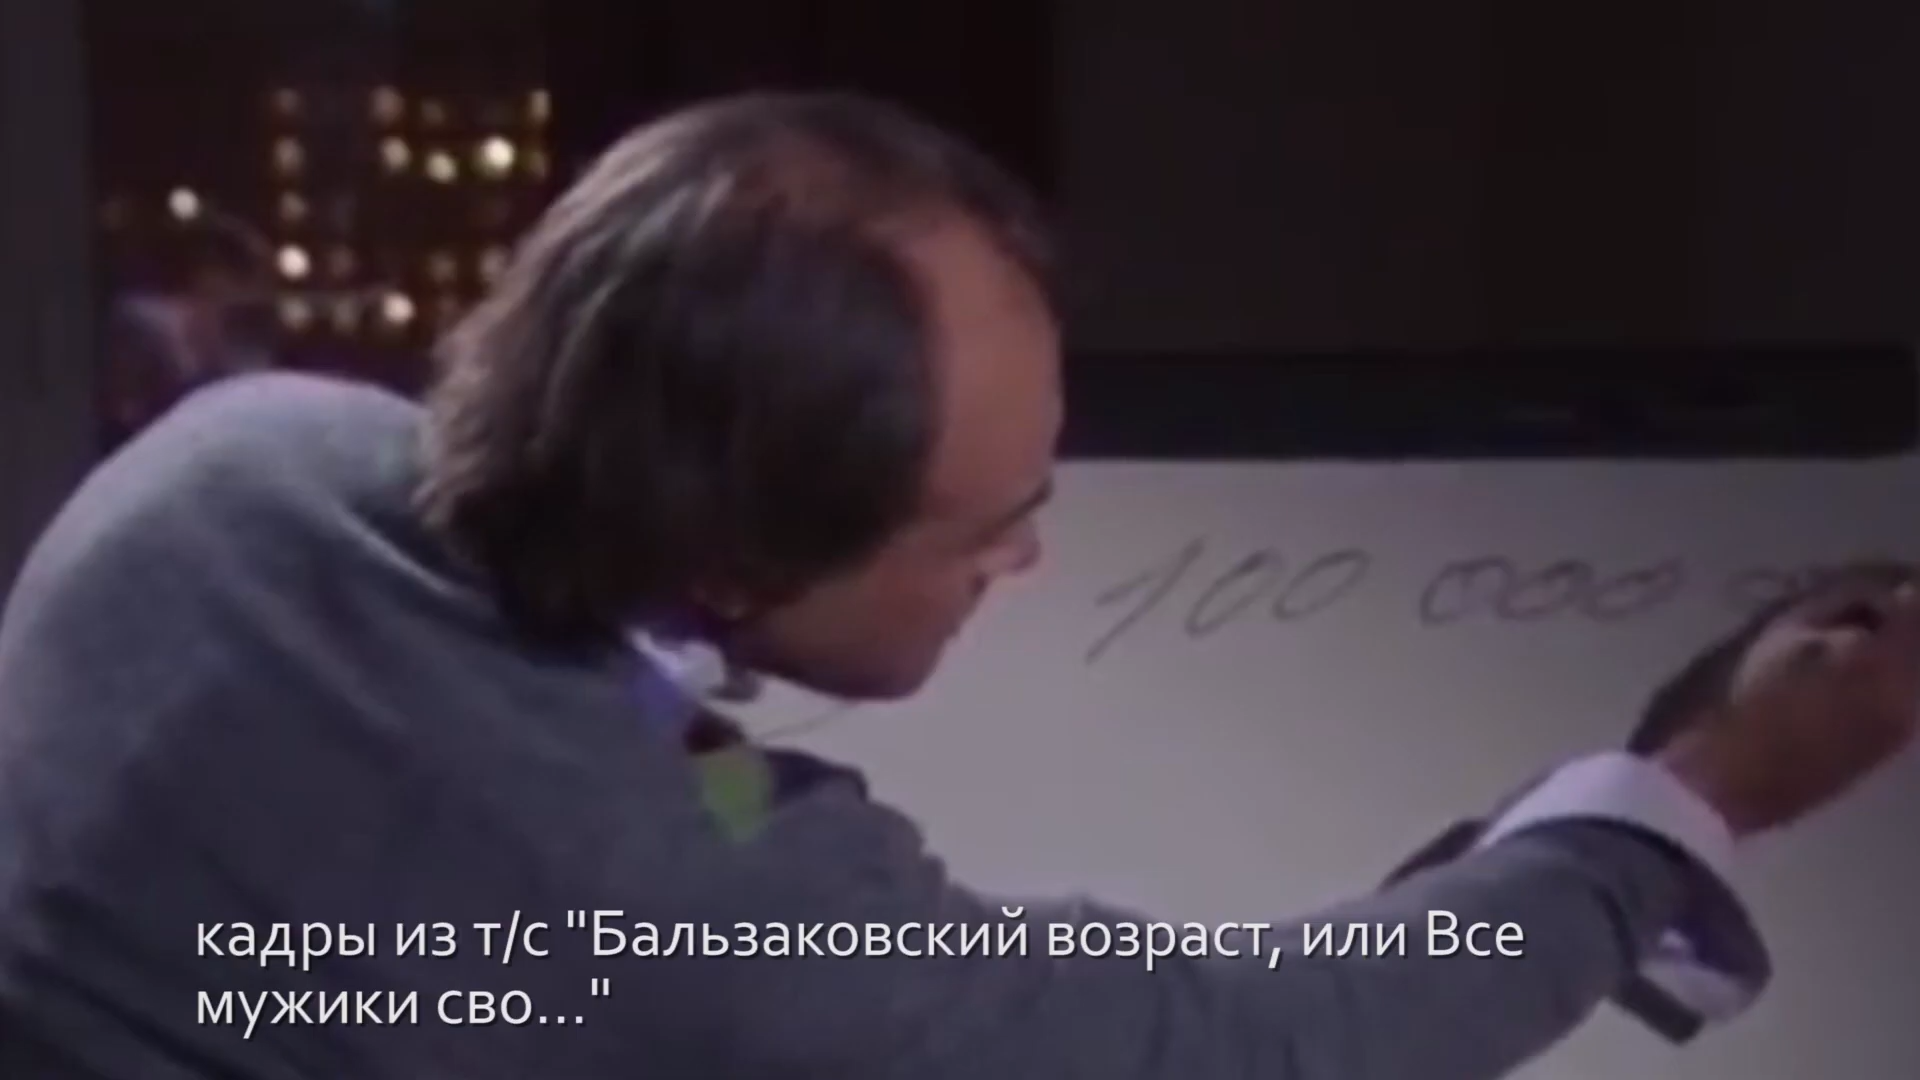 100 000
кадры из т/с "Бальзаковский возраст, или Все
мужики сво..."